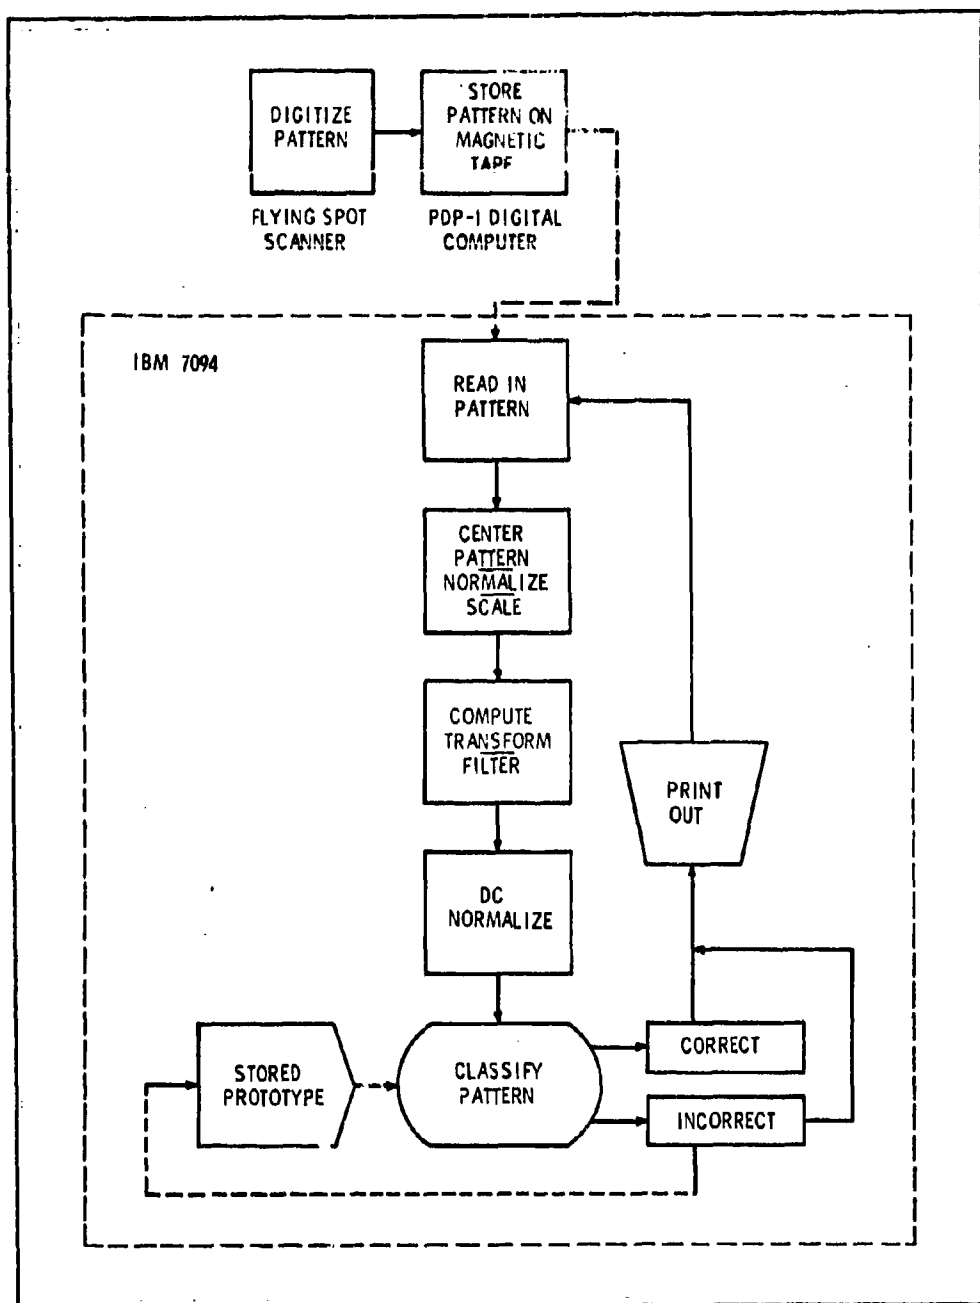 DIGITIZE
PATTERN
STORE
PATTERN ON
MAGNETIC
TAPE
FLYING SPOT
SCANNER
PDP-1 DIGITAL
COMPUTER
IBM 7094
READ IN
PATTERN
CENTER
PATTERN
NORMALIZE
SCALE
COMPUTE
TRANSFORM
FILTER
PRINT
OUT
DC
NORMALIZE
STORED
PROTOTYPE
CLASSIFY
PATTERN
CORRECT
INCORRECT